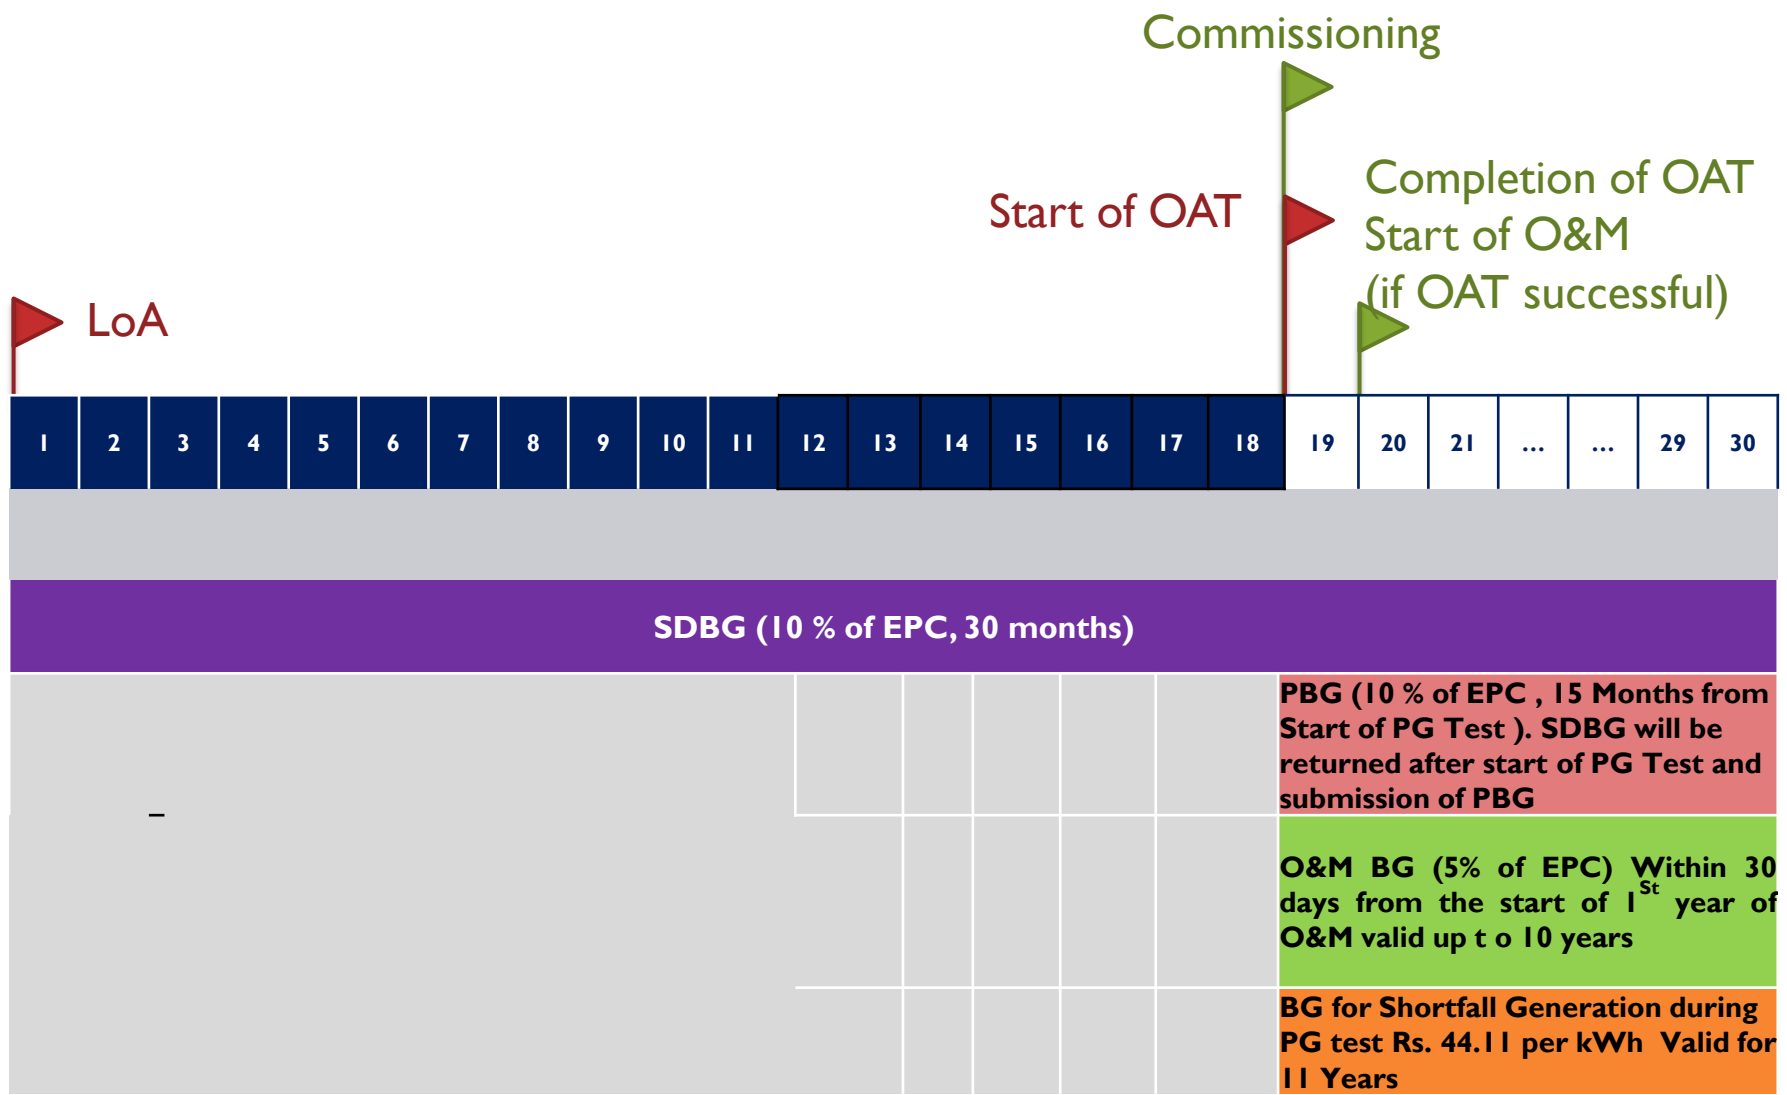 Commissioning
Start of OAT
Completion of OAT
Start of O&M
(if OAT successful)
LoA
1 2 3 4 5 6 7 8 9 10 11 12 13 14 15 16 17 18 19 20 21 ... ... 29 30
SDBG (10 % of EPC, 30 months)
PBG (10 % of EPC , 15 Months from
Start of PG Test ). SDBG will be
returned after start of PG Test and
submission of PBG
–
O&M BG (5% of EPC) Within 30
days from the start of 1St year of
O&M valid up t o 10 years
BG for Shortfall Generation during
PG test Rs. 44.11 per kWh Valid for
11 Years